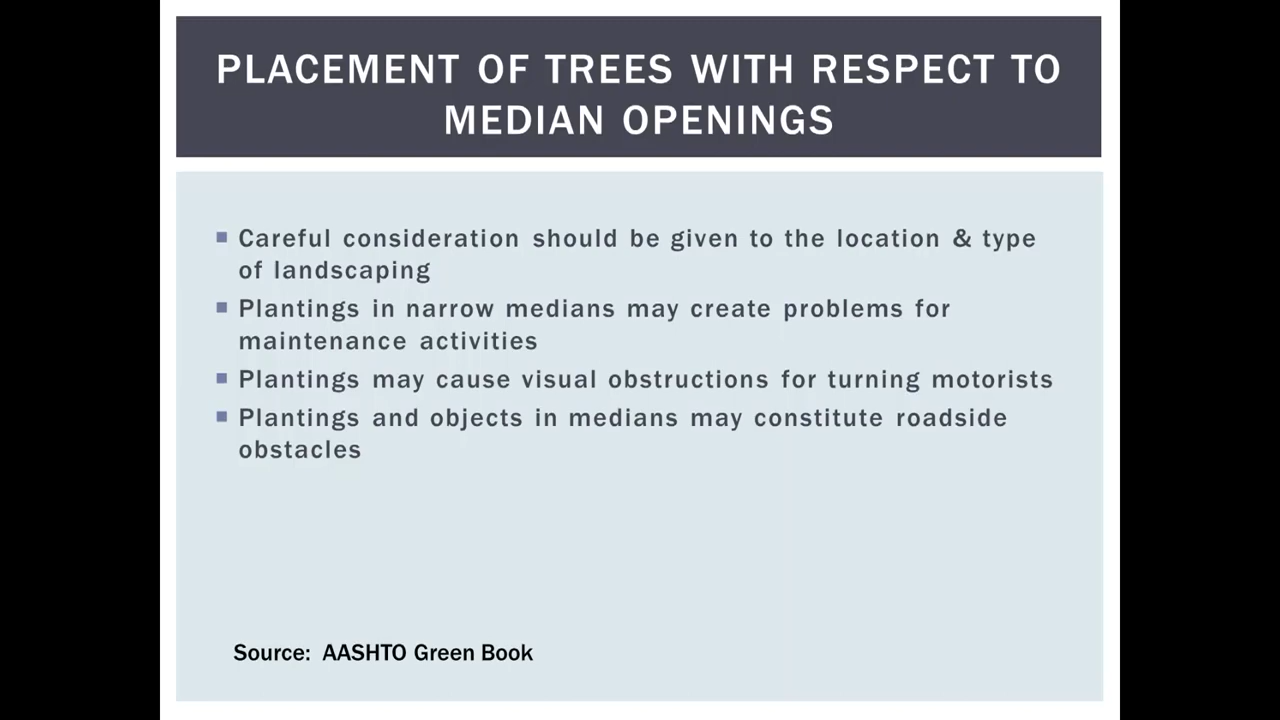 PLACEMENT OF TREES WITH RESPECT TO
MEDIAN OPENINGS
Careful consideration should be given to the location & type
of landscaping
Plantings in narrow medians may create problems for
maintenance activities
Plantings may cause visual obstructions for turning motorists
Plantings and objects in medians may constitute roadside
obstacles
Source: AASHTO Green Book